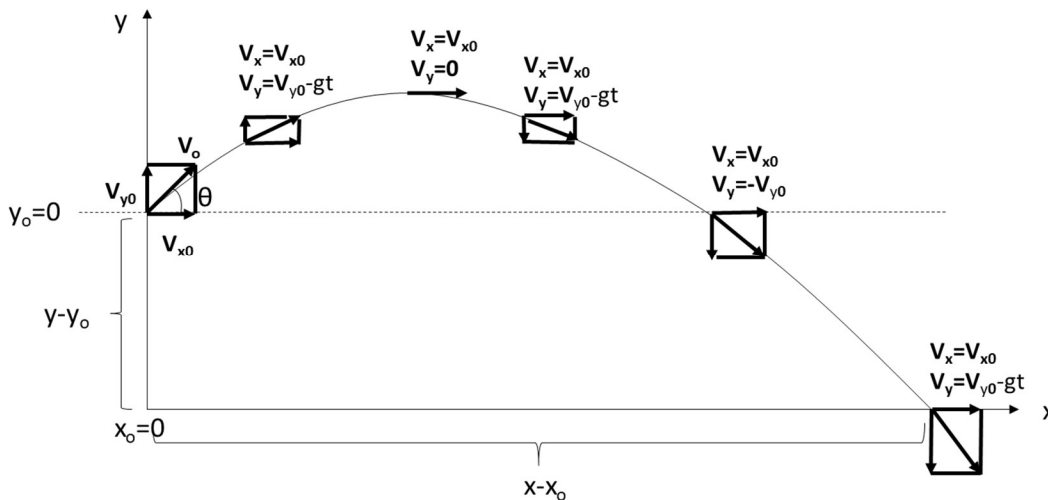 y
Vx=Vx0
Vy=Vy0-gt
Vx=Vx0
Vy=0
Vx=Vx0
Vy=Vy0-gt
Vo
Vy0
θ
Vx=Vx0
Vy=-Vy0
yo=0
Vx0
y-yo
Vx=Vx0
Vy=Vy0-gt
xo=0
x
x-xo